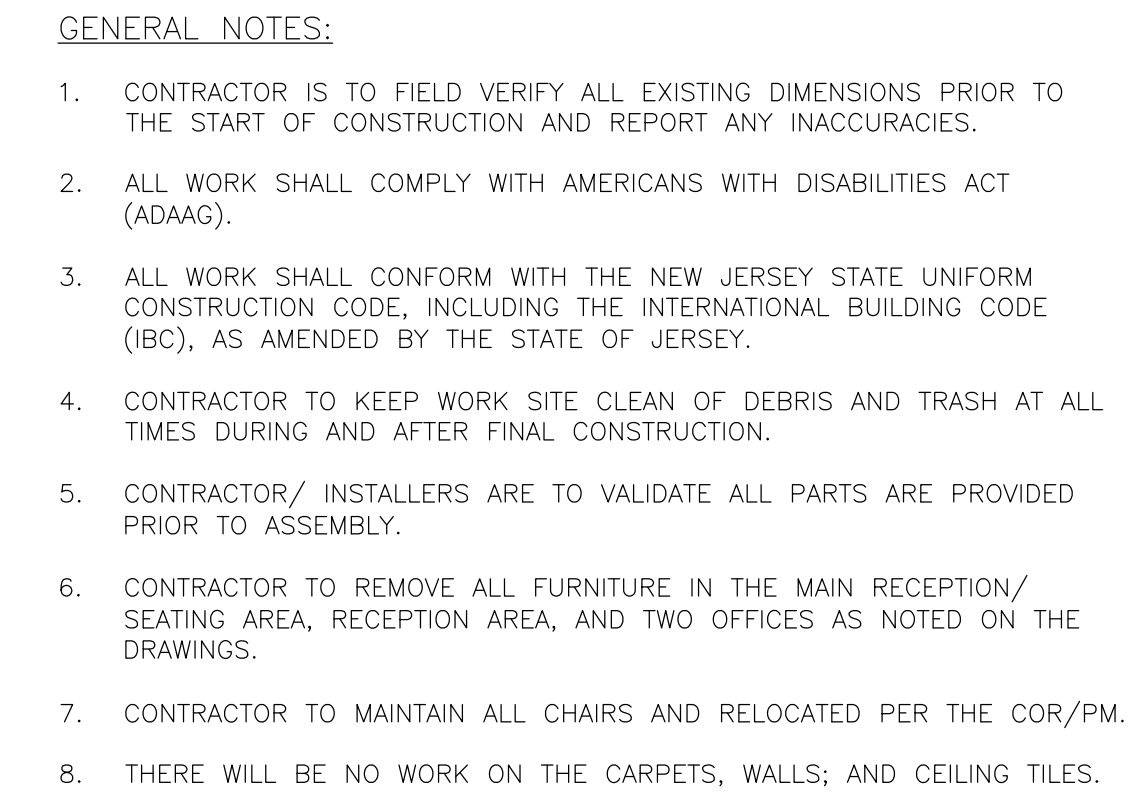 GENERAL NOTES:
1. CONTRACTOR IS TO FIELD VERIFY ALL EXISTING DIMENSIONS PRIOR TO
THE START OF CONSTRUCTION AND REPORT ANY INACCURACIES.
2. ALL WORK SHALL COMPLY WITH AMERICANS WITH DISABILITIES ACT
(ADAAG).
3. ALL WORK SHALL CONFORM WITH THE NEW JERSEY STATE UNIFORM
CONSTRUCTION CODE, INCLUDING THE INTERNATIONAL BUILDING CODE
(IBC), AS AMENDED BY THE STATE OF JERSEY.
4. CONTRACTOR TO KEEP WORK SITE CLEAN OF DEBRIS AND TRASH AT ALL
TIMES DURING AND AFTER FINAL CONSTRUCTION.
5. CONTRACTOR/ INSTALLERS ARE TO VALIDATE ALL PARTS ARE PROVIDED
PRIOR TO ASSEMBLY.
6. CONTRACTOR TO REMOVE ALL FURNITURE IN THE MAIN RECEPTION/
SEATING AREA, RECEPTION AREA, AND TWO OFFICES AS NOTED ON THE
DRAWINGS.
7. CONTRACTOR TO MAINTAIN ALL CHAIRS AND RELOCATED PER THE COR/PM.
8. THERE WILL BE NO WORK ON THE CARPETS, WALLS; AND CEILING TILES.